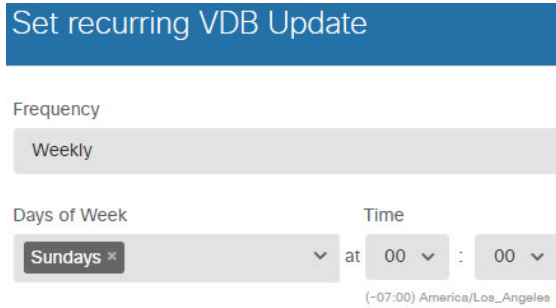 Set recurring VDB Update
Frequency
Weekly
Days of Week Time
Sundays × at 00 : 00
(-07:00) America/Los_Angeles